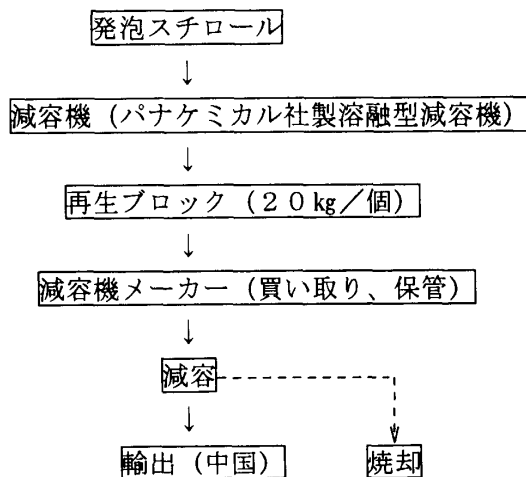 発泡スチロール
↓
減容機(パナケミカル社製溶融型減容機)
↓
再生ブロック(20㎏/個)
↓
減容機メーカー(買い取り、保管)
↓
減容
↓
輸出(中国) 焼却